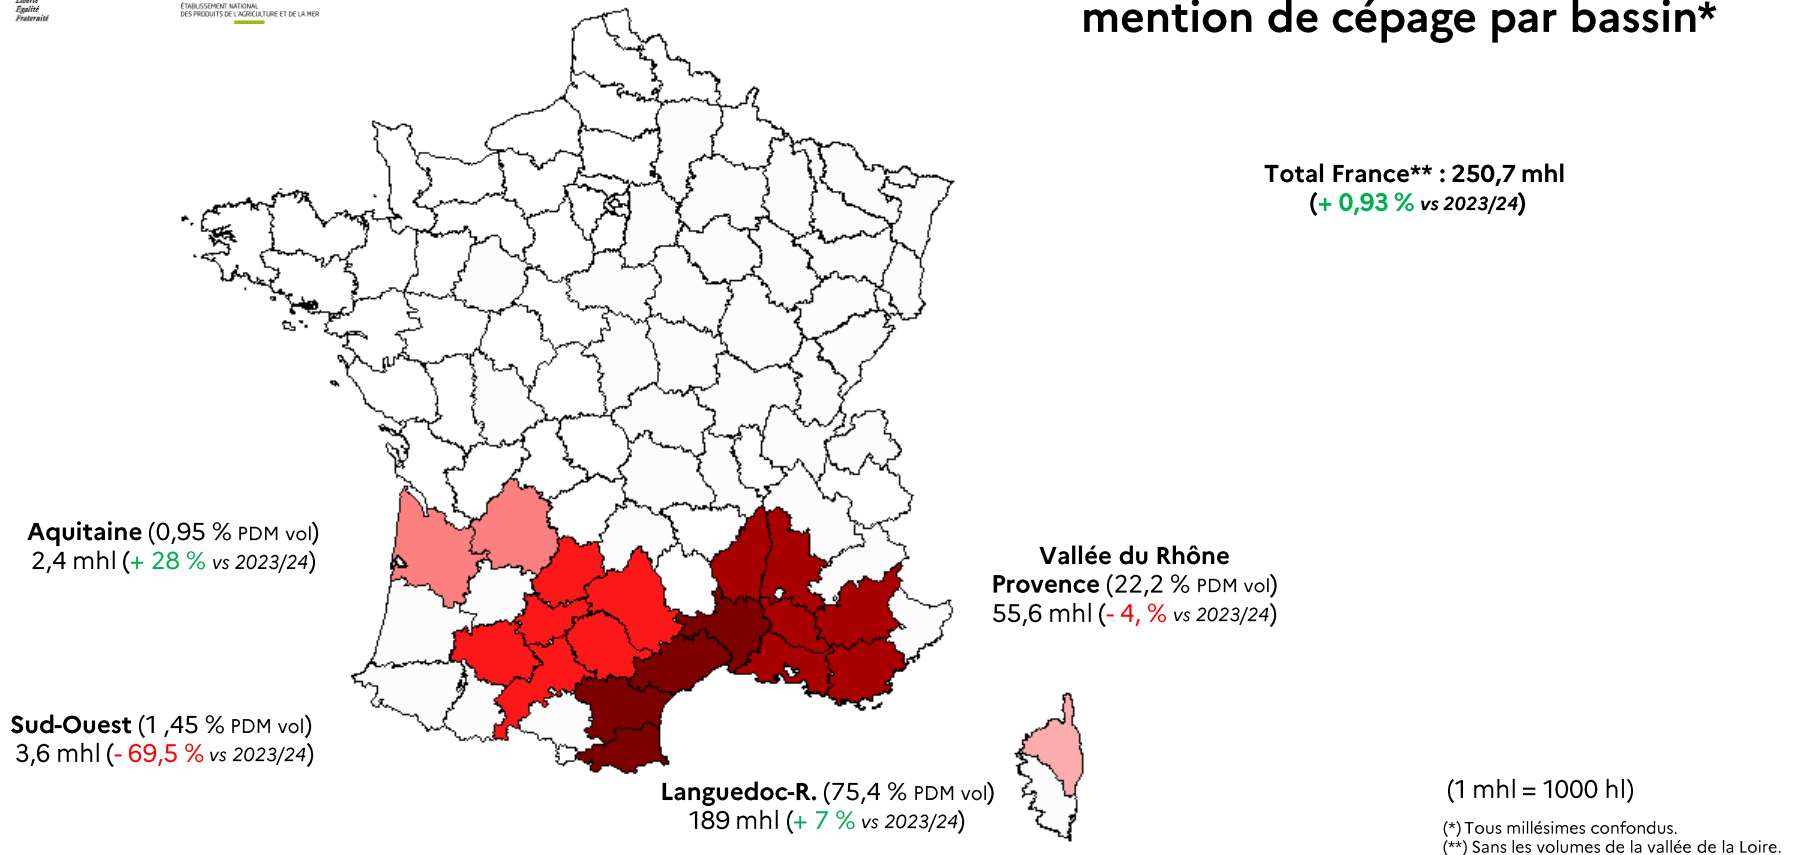 Liberté
Égalité
Fraternité
ÉTABLISSEMENT NATIONAL
DES PRODUITS DE L'AGRICULTURE ET DE LA MER
mention de cépage par bassin*
Total France** : 250,7 mhl
(+ 0,93 % vs 2023/24)
Aquitaine (0,95 % PDM vol)
2,4 mhl (+ 28 % vs 2023/24)
Vallée du Rhône
Provence (22,2 % PDM vol)
55,6 mhl (- 4, % vs 2023/24)
Sud-Ouest (1 ,45 % PDM vol)
3,6 mhl (- 69,5 % vs 2023/24)
Languedoc-R. (75,4 % PDM vol)
189 mhl (+ 7 % vs 2023/24)
(1 mhl = 1000 hl)
(*) Tous millésimes confondus.
(**) Sans les volumes de la vallée de la Loire.